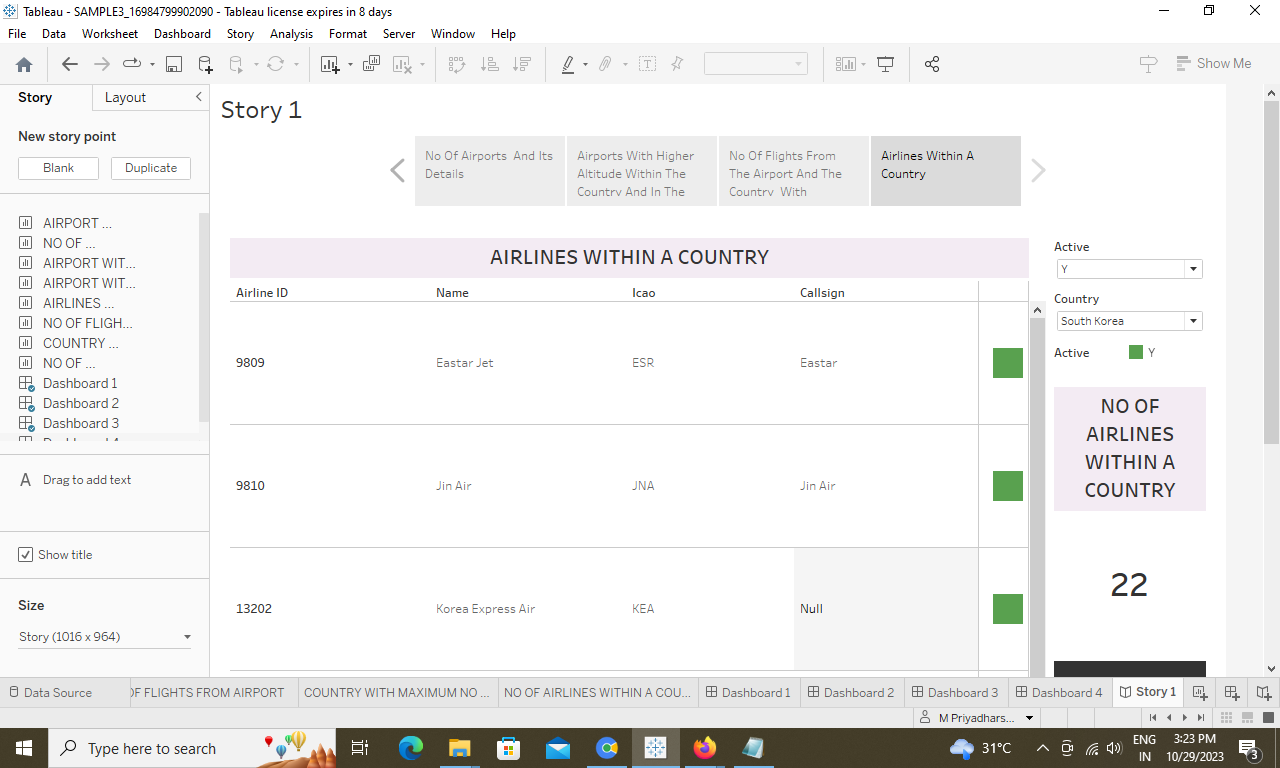 Tableau - SAMPLE3_16984799902090 - Tableau license expires in 8 days
File Data Worksheet Dashboard Story Analysis Format Server Window Help
Show Me
Story Layout
New story point
Blank Duplicate
AIRPORT ...
NO OF ...
AIRPORT WIT...
AIRPORT WIT...
AIRLINES ...
NO OF FLIGH...
COUNTRY ...
NO OF ...
Dashboard 1
Dashboard 2
Dashboard 3
A Drag to add text
Show title
Size
Story (1016 x 964)
Story 1
No Of Airports And Its
Details
Airports With Higher
Altitude Within The
Country And In The
No Of Flights From
The Airport And The
Country With
Airlines Within A
Country
AIRLINES WITHIN A COUNTRY
Airline ID Name Icao Callsign
9809 Eastar Jet ESR Eastar
9810 Jin Air JNA Jin Air
13202 Korea Express Air KEA Null
Active
Y
Country
South Korea
Active Y
NO OF
AIRLINES
WITHIN A
COUNTRY
22
Data Source OF FLIGHTS FROM AIRPORT COUNTRY WITH MAXIMUM NO ... NO OF AIRLINES WITHIN A COU... Dashboard 1 Dashboard 2 Dashboard 3 Dashboard 4 Story 1
M Priyadhars...
Type here to search
31°C
ENG
IN
3:23 PM
10/29/2023
3